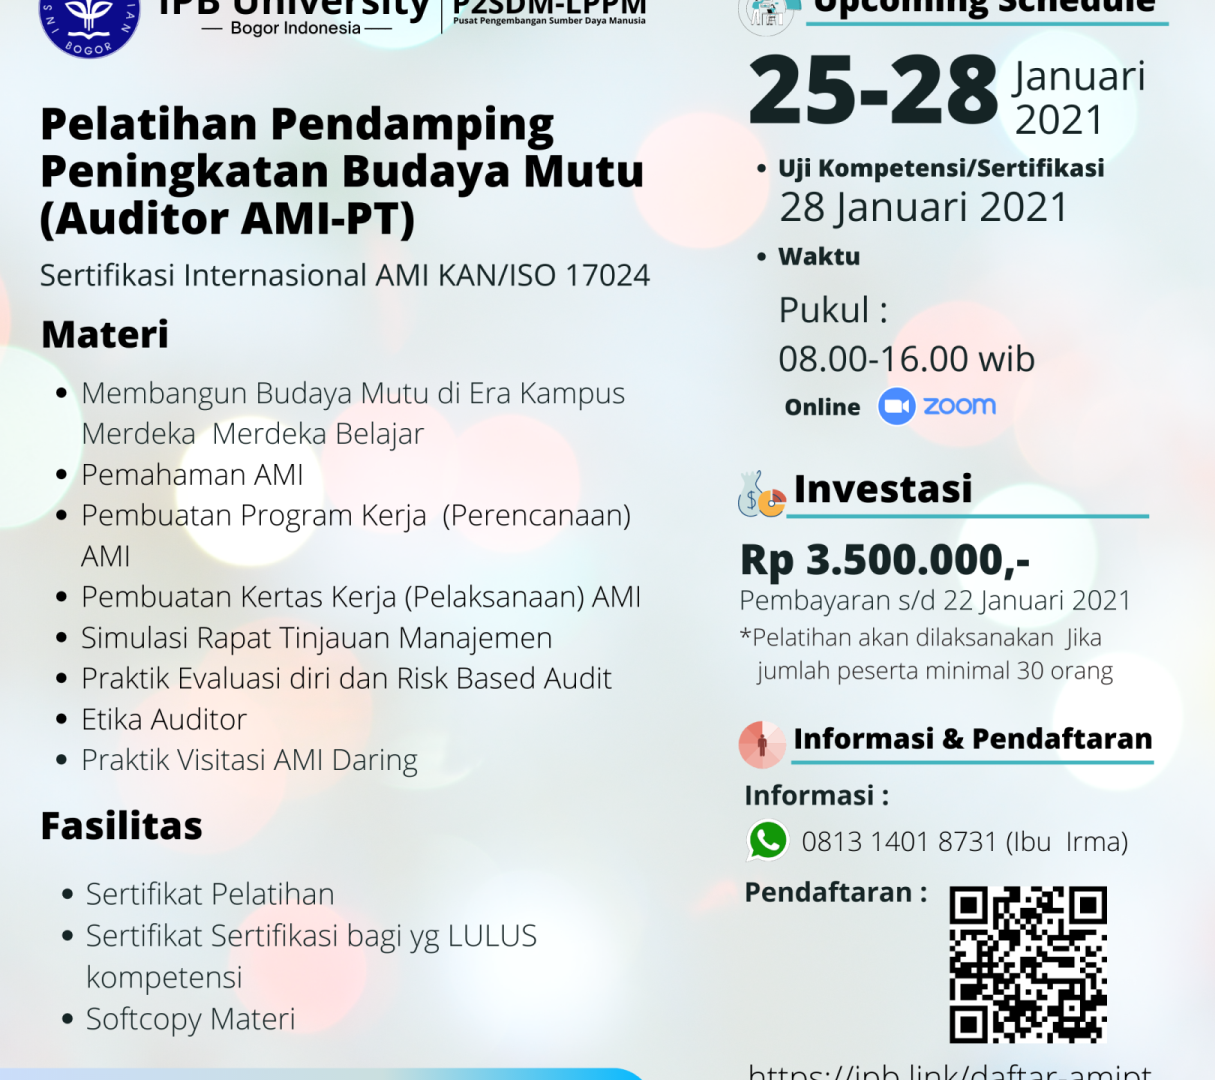 IPB University
Bogor Indonesia
P2SDM-LPPM
Pusat Pengembangan Sumber Daya Manusia
BOGOR
Pelatihan Pendamping
Peningkatan Budaya Mutu
(Auditor AMI-PT)
Sertifikasi Internasional AMI KAN/ISO 17024
Materi
• Membangun Budaya Mutu di Era Kampus
Merdeka Merdeka Belajar
• Pemahaman AMI
• Pembuatan Program Kerja (Perencanaan)
AMI
• Pembuatan Kertas Kerja (Pelaksanaan) AMI
• Simulasi Rapat Tinjauan Manajemen
• Praktik Evaluasi diri dan Risk Based Audit
• Etika Auditor
• Praktik Visitasi AMI Daring
Fasilitas
• Sertifikat Pelatihan
• Sertifikat Sertifikasi bagi yg LULUS
kompetensi
• Softcopy Materi
Upcoming Schedule
25-28 Januari
2021
• Uji Kompetensi/Sertifikasi
28 Januari 2021
• Waktu
Pukul :
08.00-16.00 wib
Online zoom
Investasi
Rp 3.500.000,-
Pembayaran s/d 22 Januari 2021
*Pelatihan akan dilaksanakan Jika
jumlah peserta minimal 30 orang
Informasi & Pendaftaran
Informasi :
0813 1401 8731 (Ibu Irma)
Pendaftaran :
https://ipb.link/daftar-amipt